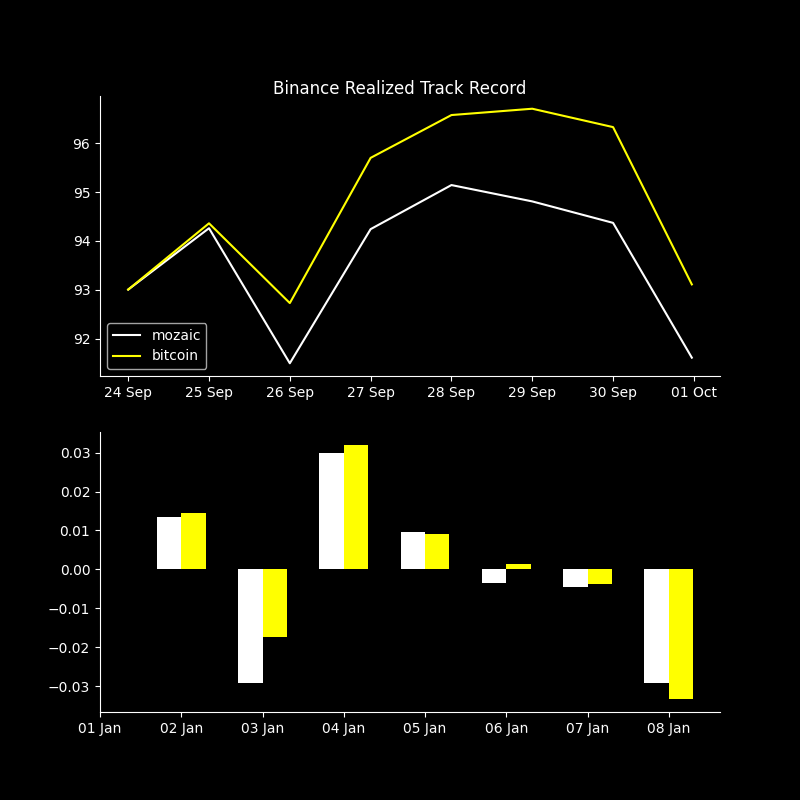 Binance Realized Track Record
96
95
94
93
92
mozaic
bitcoin
24 Sep 25 Sep 26 Sep 27 Sep 28 Sep 29 Sep 30 Sep 01 Oct
0.03
0.02
0.01
0.00
−0.01
−0.02
−0.03
01 Jan 02 Jan 03 Jan 04 Jan 05 Jan 06 Jan 07 Jan 08 Jan